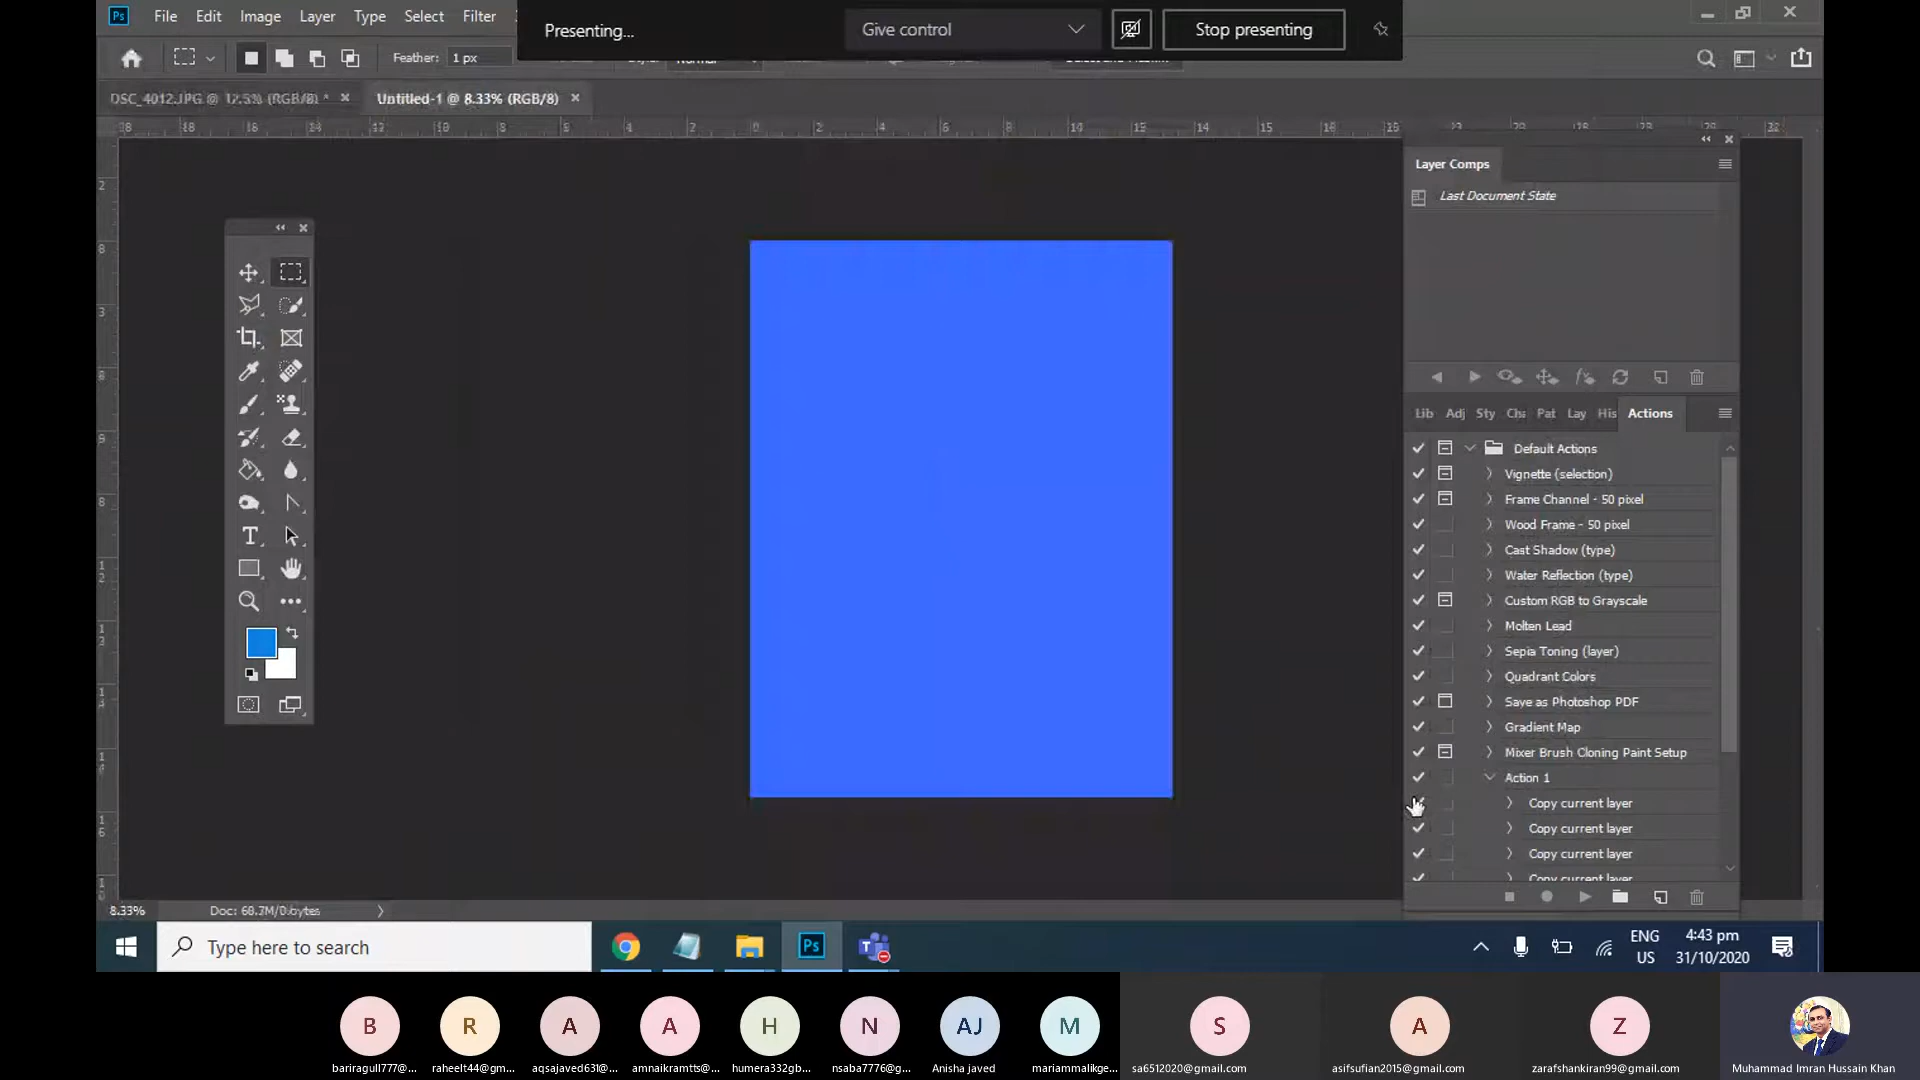 Ps File Edit Image Layer Type Select Filter
Presenting... Give control Stop presenting
Feather: 1 px
DSC_4012.JPG @ 12.5% (RGB/8) * Untitled-1 @ 8.33% (RGB/8)
Layer Comps
Last Document State
Lib Adj Sty Cha Pat Lay His Actions
Default Actions
Vignette (selection)
Frame Channel - 50 pixel
Wood Frame - 50 pixel
Cast Shadow (type)
Water Reflection (type)
Custom RGB to Grayscale
Molten Lead
Sepia Toning (layer)
Quadrant Colors
Save as Photoshop PDF
Gradient Map
Mixer Brush Cloning Paint Setup
Action 1
Copy current layer
Copy current layer
Copy current layer
Copy current layer
8.33% Doc: 60.7M/0 bytes
Type here to search
Ps
ENG
US
4:43 pm
31/10/2020
B R A A H N AJ M S A Z
bariragull777@... raheelt44@gm... aqsajaved631@... amnaikramtts@... humera332gb... nsaba7776@g... Anisha javed mariammalikge... sa6512020@gmail.com asifsufian2015@gmail.com zarafshankiran99@gmail.com Muhammad Imran Hussain Khan